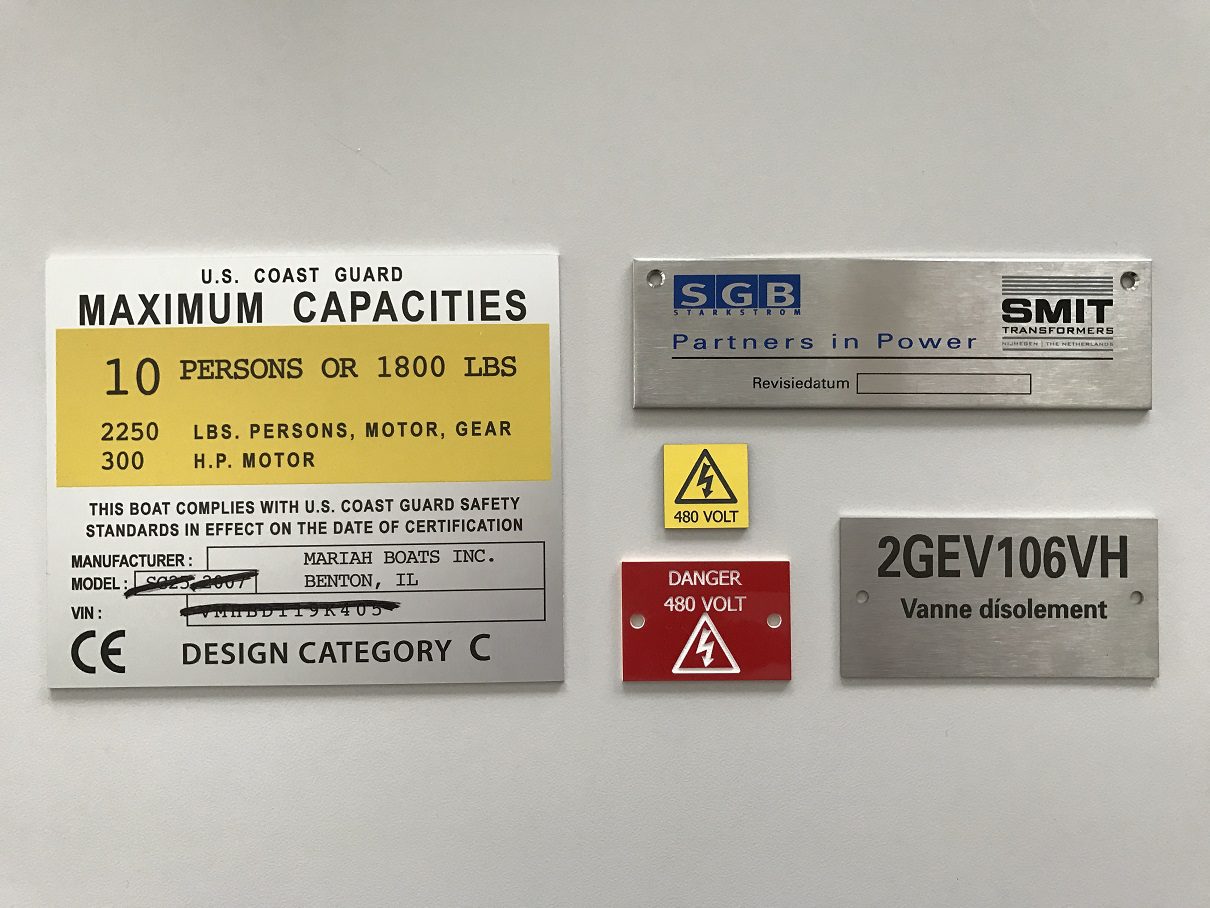 U.S. COAST GUARD
MAXIMUM CAPACITIES
10 PERSONS OR 1800 LBS
2250 LBS. PERSONS, MOTOR, GEAR
300 H.P. MOTOR
THIS BOAT COMPLIES WITH U.S. COAST GUARD SAFETY
STANDARDS IN EFFECT ON THE DATE OF CERTIFICATION
MANUFACTURER : MARIAH BOATS INC.
MODEL : BENTON, IL
VIN :
CE DESIGN CATEGORY C
SGB
STARKSTROM
Partners in Power
SMIT
TRANSFORMERS
NIJMEGEN | THE NETHERLANDS
Revisiedatum
480 VOLT
DANGER
480 VOLT
2GEV106VH
Vanne dísolement